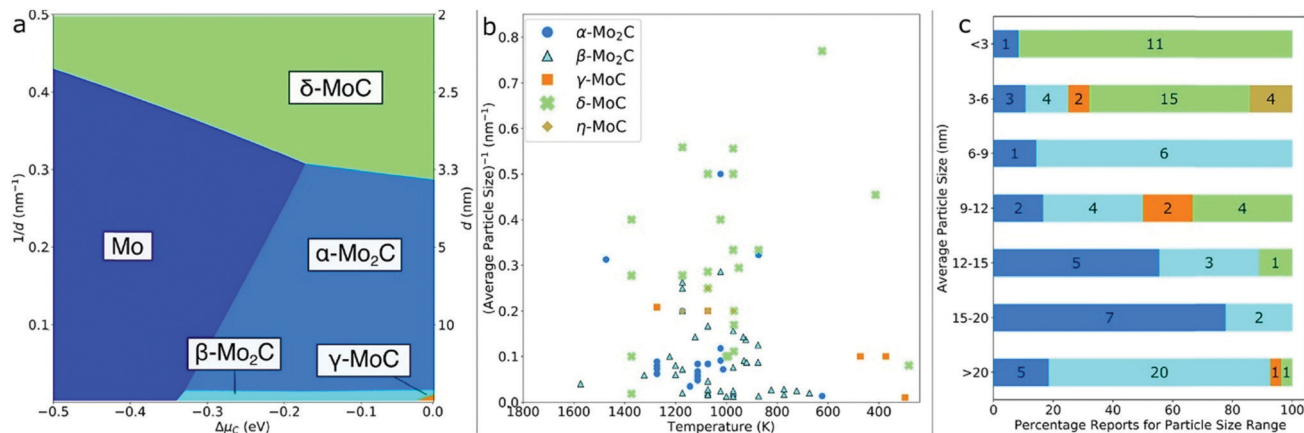 a
0.5
0.4
0.3
0.2
0.1
1/d (nm⁻¹)
−0.5
−0.4
−0.3
−0.2
−0.1
0.0
Δμ_C (eV)
2
2.5
3.3
5
10
d (nm)
δ-MoC
Mo
α-Mo₂C
β-Mo₂C
γ-MoC
b
0.8
0.7
0.6
0.5
0.4
0.3
0.2
0.1
0.0
(Average Particle Size)⁻¹ (nm⁻¹)
α-Mo₂C
β-Mo₂C
γ-MoC
δ-MoC
η-MoC
1800
1600
1400
1200
1000
800
600
400
Temperature (K)
c
Average Particle Size (nm)
<3
1 11
3-6
3 4 2 15 4
6-9
1 6
9-12
2 4 2 4
12-15
5 3 1
15-20
7 2
>20
5 20 1 1
0 20 40 60 80 100
Percentage Reports for Particle Size Range